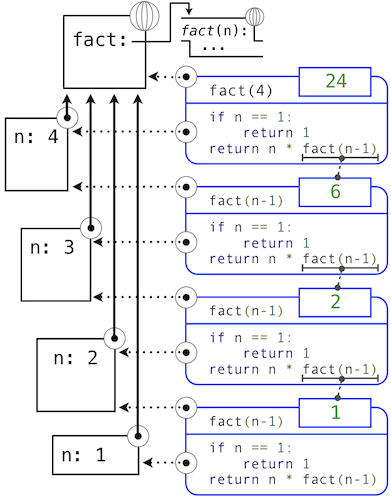 fact:
fact(n):
...
fact(4) 24
if n == 1:
return 1
return n * fact(n-1)
n: 4
fact(n-1) 6
if n == 1:
return 1
return n * fact(n-1)
n: 3
fact(n-1) 2
if n == 1:
return 1
return n * fact(n-1)
n: 2
fact(n-1) 1
if n == 1:
return 1
return n * fact(n-1)
n: 1